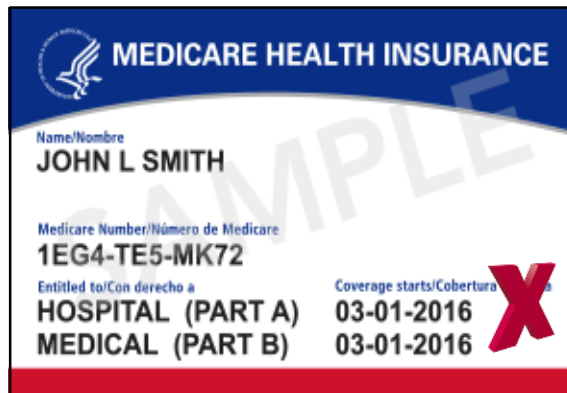 MEDICARE HEALTH INSURANCE
SAMPLE
Name/Nombre
JOHN L SMITH
Medicare Number/Número de Medicare
1EG4-TE5-MK72
Entitled to/Con derecho a Coverage starts/Cobertura a
HOSPITAL (PART A) 03-01-2016
MEDICAL (PART B) 03-01-2016
X